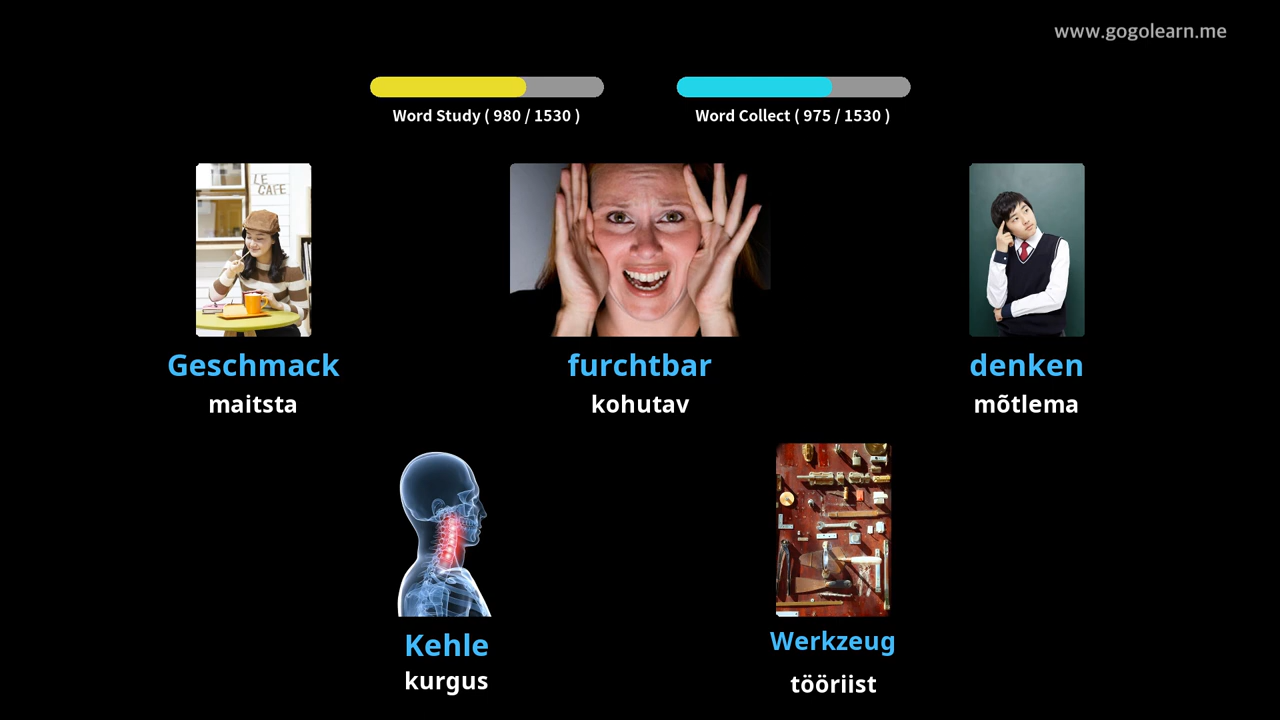 www.gogolearn.me
Word Study ( 980 / 1530 )
Word Collect ( 975 / 1530 )
LE
CAFE
Geschmack
furchtbar
denken
maitsta
kohutav
mõtlema
Kehle
Werkzeug
kurgus
tööriist